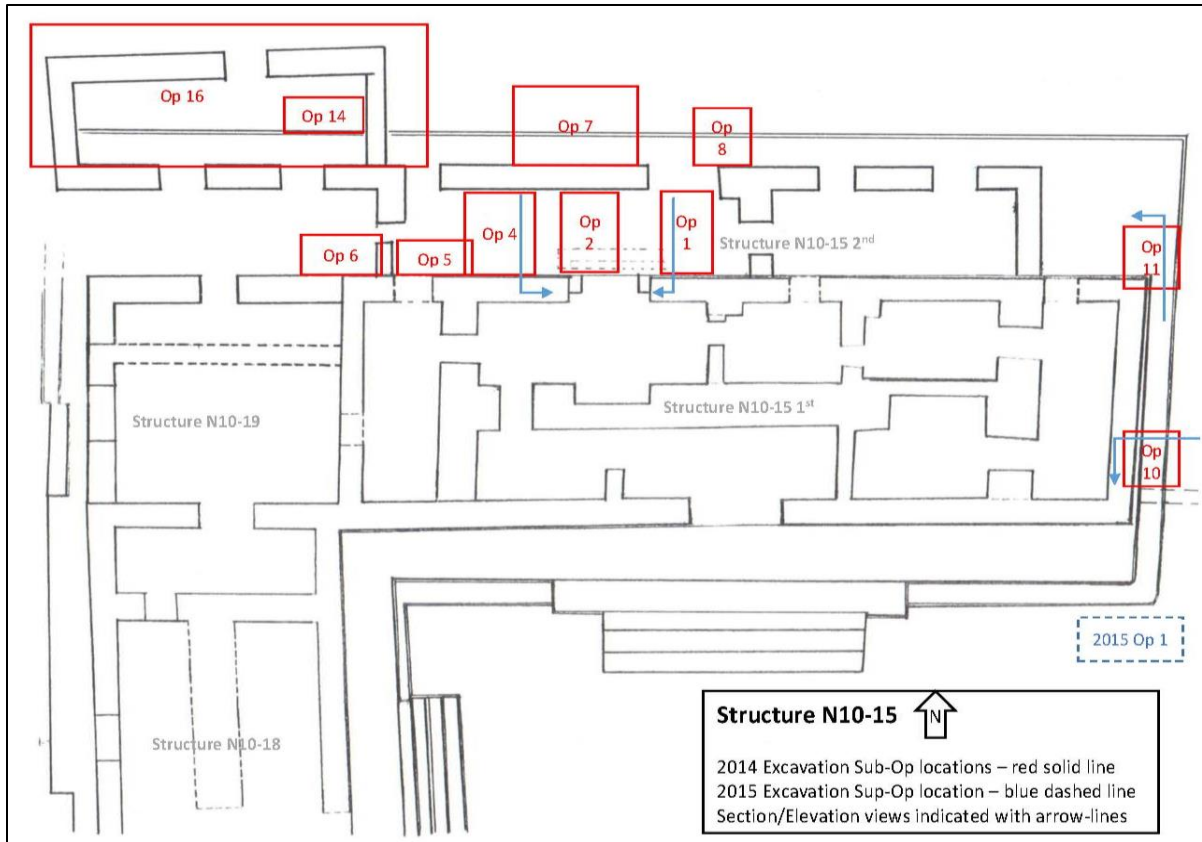 Op 16
Op 14
Op 7
Op
8
Op 6
Op 5
Op 4
Op
2
Op
1
Structure N10-15 2nd
Op
11
Structure N10-19
Structure N10-15 1st
Op
10
2015 Op 1
Structure N10-18
Structure N10-15
N
2014 Excavation Sub-Op locations – red solid line
2015 Excavation Sup-Op location – blue dashed line
Section/Elevation views indicated with arrow-lines